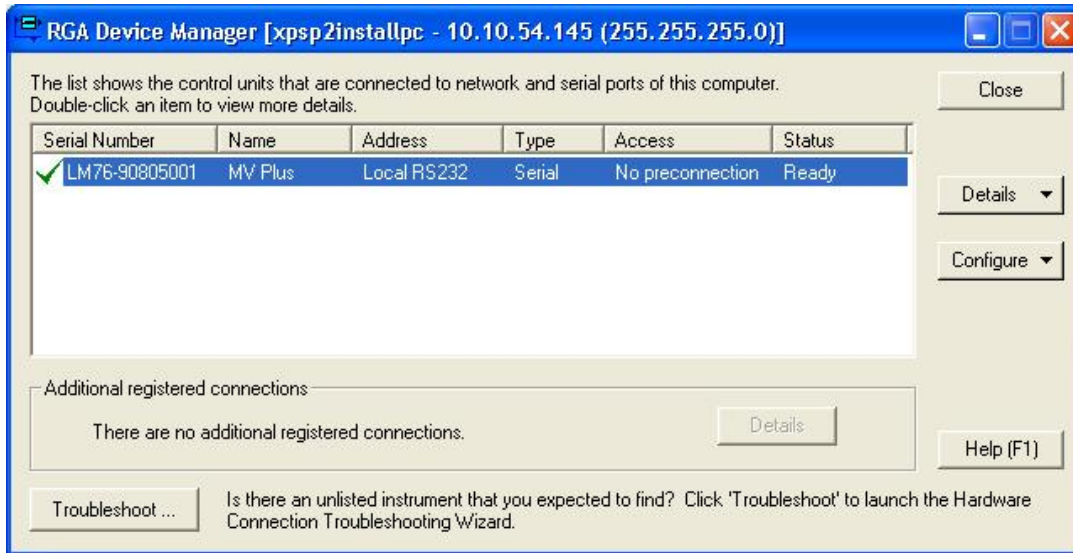 RGA Device Manager [xpsp2installpc - 10.10.54.145 (255.255.255.0)]
The list shows the control units that are connected to network and serial ports of this computer.
Double-click an item to view more details.
Close
Serial Number Name Address Type Access Status
LM76-90805001 MV Plus Local RS232 Serial No preconnection Ready
Details
Configure
Additional registered connections
There are no additional registered connections.
Details
Help (F1)
Troubleshoot ...
Is there an unlisted instrument that you expected to find? Click 'Troubleshoot' to launch the Hardware
Connection Troubleshooting Wizard.